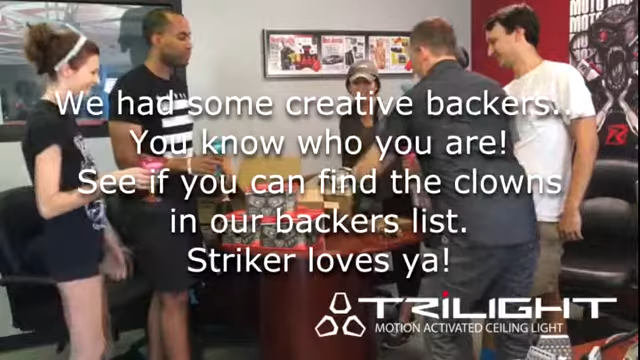 We had some creative backers..
You know who you are!
See if you can find the clowns
in our backers list.
Striker loves ya!
TRILIGHT
MOTION ACTIVATED CEILING LIGHT